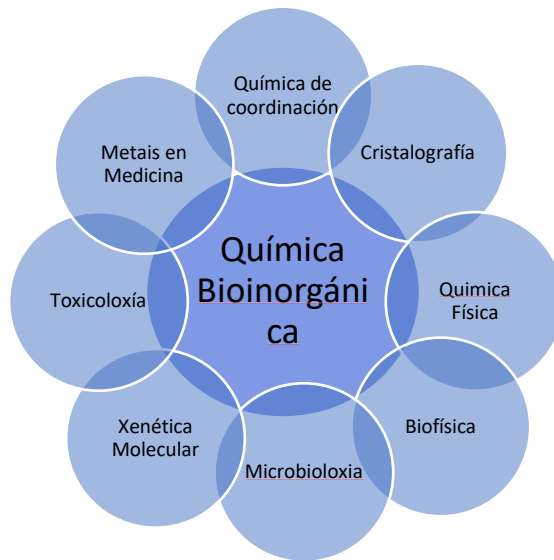 Química de
coordinación
Cristalografía
Quimica
Física
Biofísica
Microbioloxia
Xenética
Molecular
Toxicoloxía
Metais en
Medicina
Química
Bioinorgáni
ca